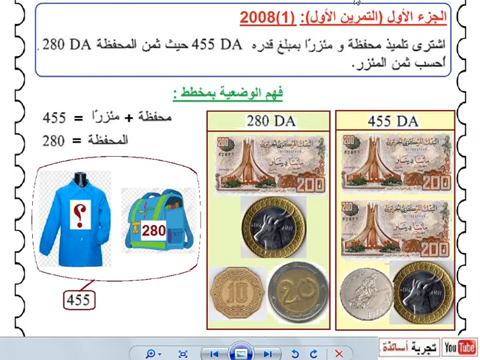 الجزء الأول (التمرين الأول): 2008(1)
اشترى تلميذ محفظة و مئزرًا بمبلغ قدره 455 DA حيث ثمن المحفظة 280 DA.
أحسب ثمن المئزر.
فهم الوضعية بمخطط :
محفظة + مئزرًا = 455
المحفظة = 280
280 DA
455 DA
200
200
200
10
20
؟
280
455
تجربة أساتذة
YouTube